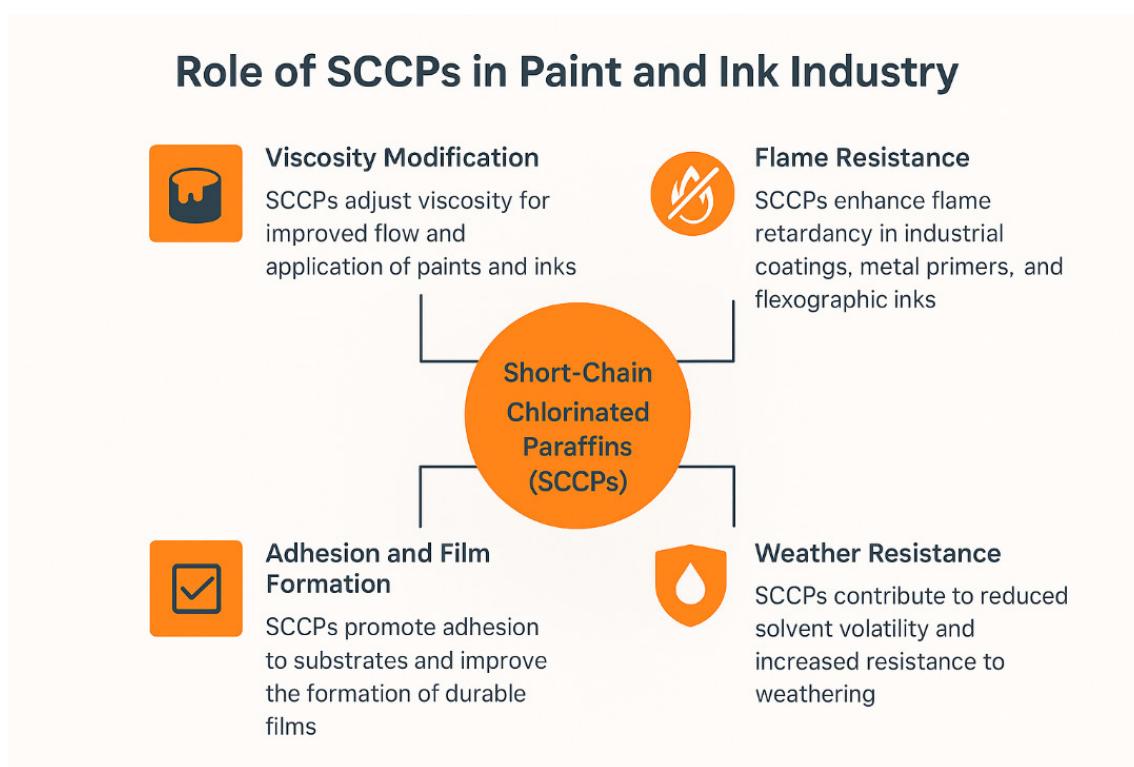 Role of SCCPs in Paint and Ink Industry
Viscosity Modification
SCCPs adjust viscosity for
improved flow and
application of paints and inks
Flame Resistance
SCCPs enhance flame
retardancy in industrial
coatings, metal primers, and
flexographic inks
Short-Chain
Chlorinated
Paraffins
(SCCPs)
Adhesion and Film
Formation
SCCPs promote adhesion
to substrates and improve
the formation of durable
films
Weather Resistance
SCCPs contribute to reduced
solvent volatility and
increased resistance to
weathering